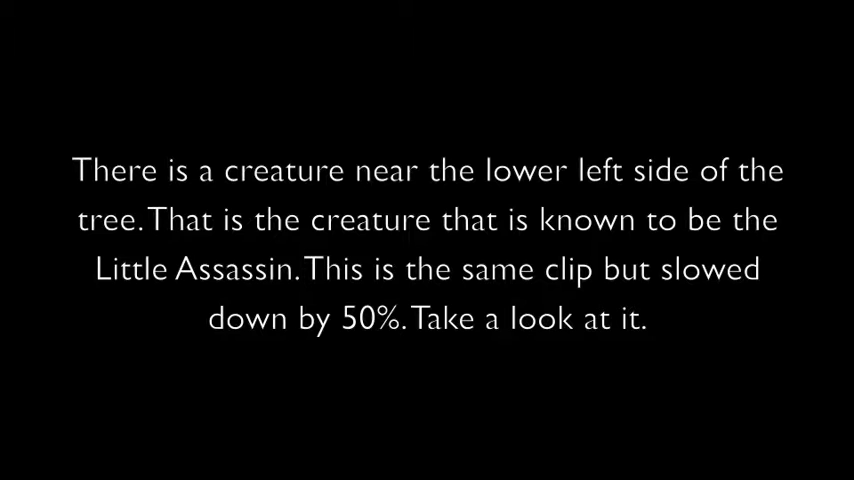 There is a creature near the lower left side of the
tree. That is the creature that is known to be the
Little Assassin. This is the same clip but slowed
down by 50%. Take a look at it.